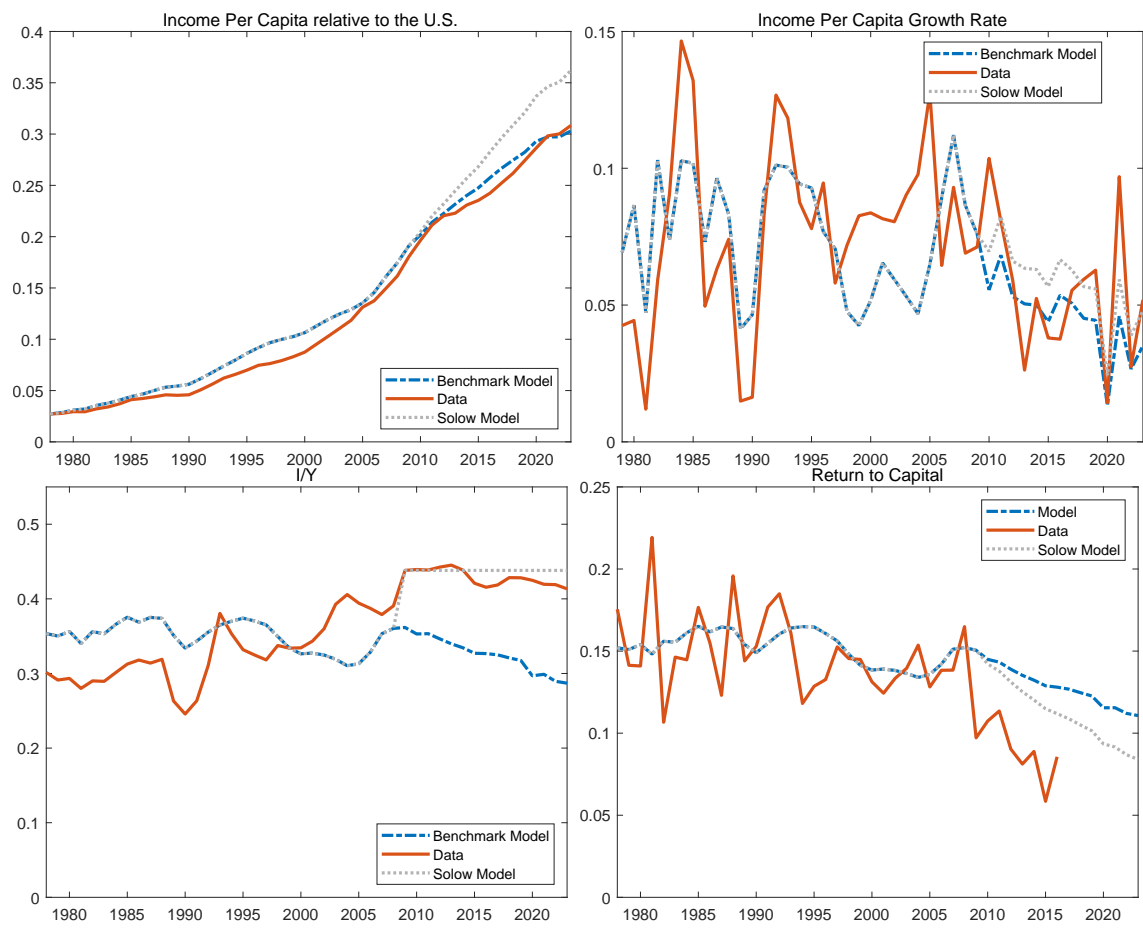 Income Per Capita relative to the U.S.
0.4
0.35
0.3
0.25
0.2
0.15
0.1
0.05
0
1980 1985 1990 1995 2000 2005 2010 2015 2020
Benchmark Model
Data
Solow Model
Income Per Capita Growth Rate
0.15
0.1
0.05
0
1980 1985 1990 1995 2000 2005 2010 2015 2020
Benchmark Model
Data
Solow Model
I/Y
0.5
0.4
0.3
0.2
0.1
0
1980 1985 1990 1995 2000 2005 2010 2015 2020
Benchmark Model
Data
Solow Model
Return to Capital
0.25
0.2
0.15
0.1
0.05
0
1980 1985 1990 1995 2000 2005 2010 2015 2020
Model
Data
Solow Model